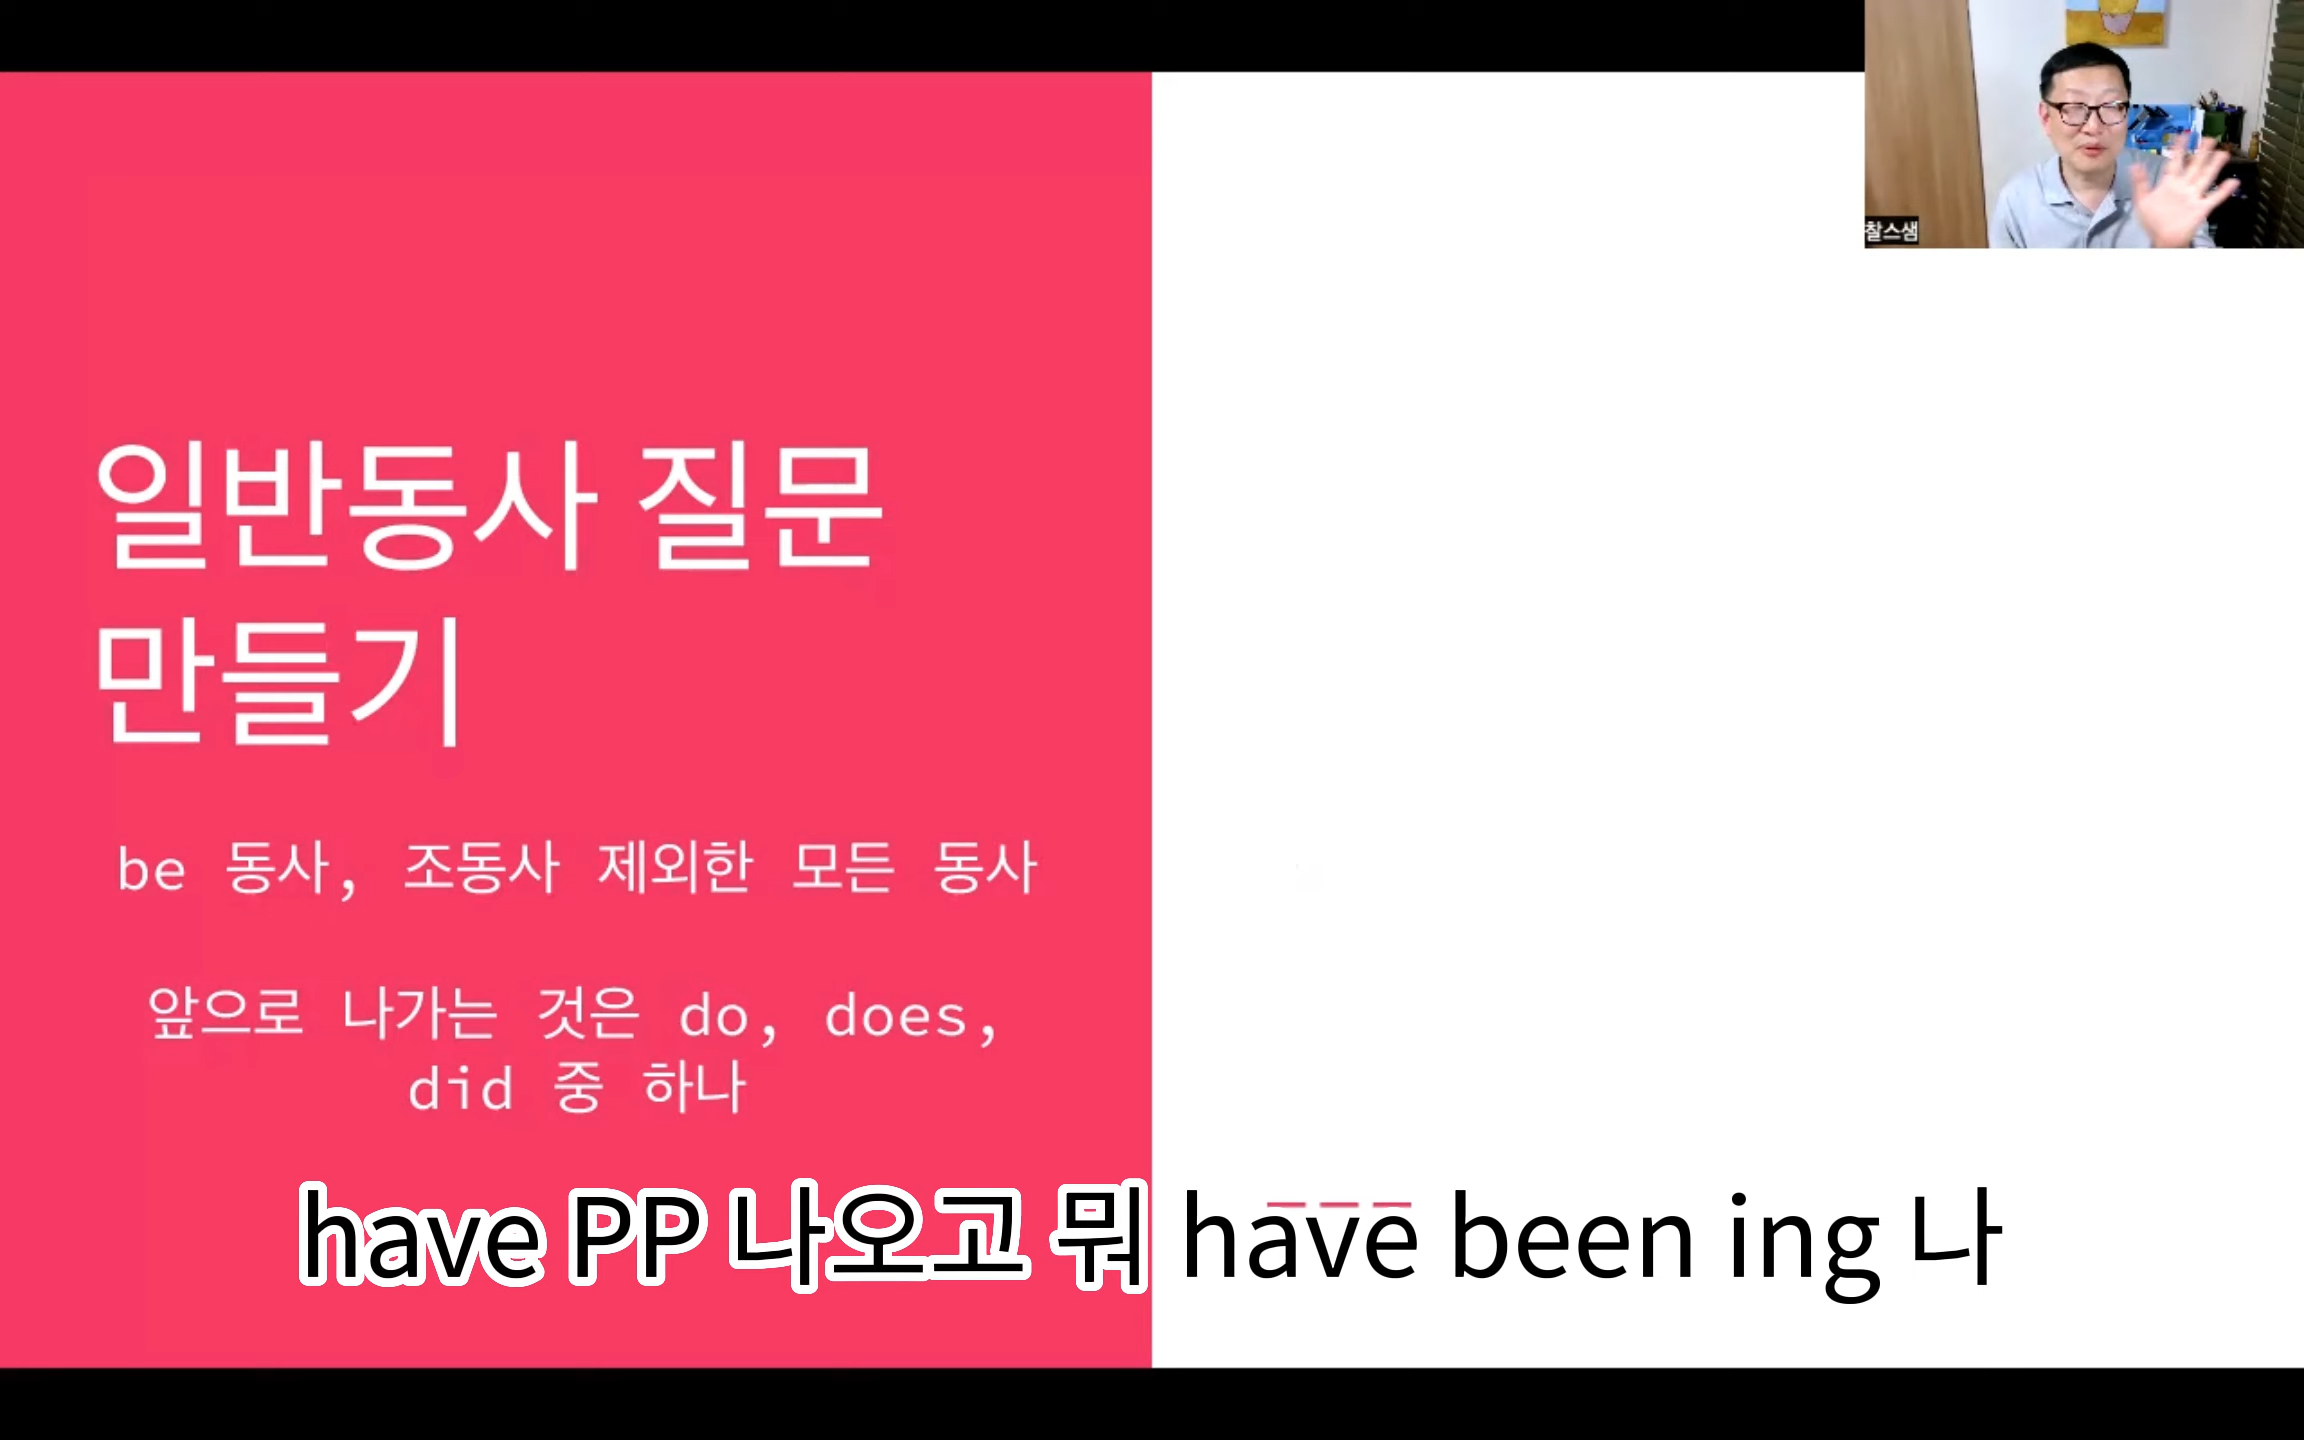 찰스샘
일반동사 질문
만들기
be 동사, 조동사 제외한 모든 동사
앞으로 나가는 것은 do, does,
did 중 하나
have PP 나오고 뭐 have been ing 나